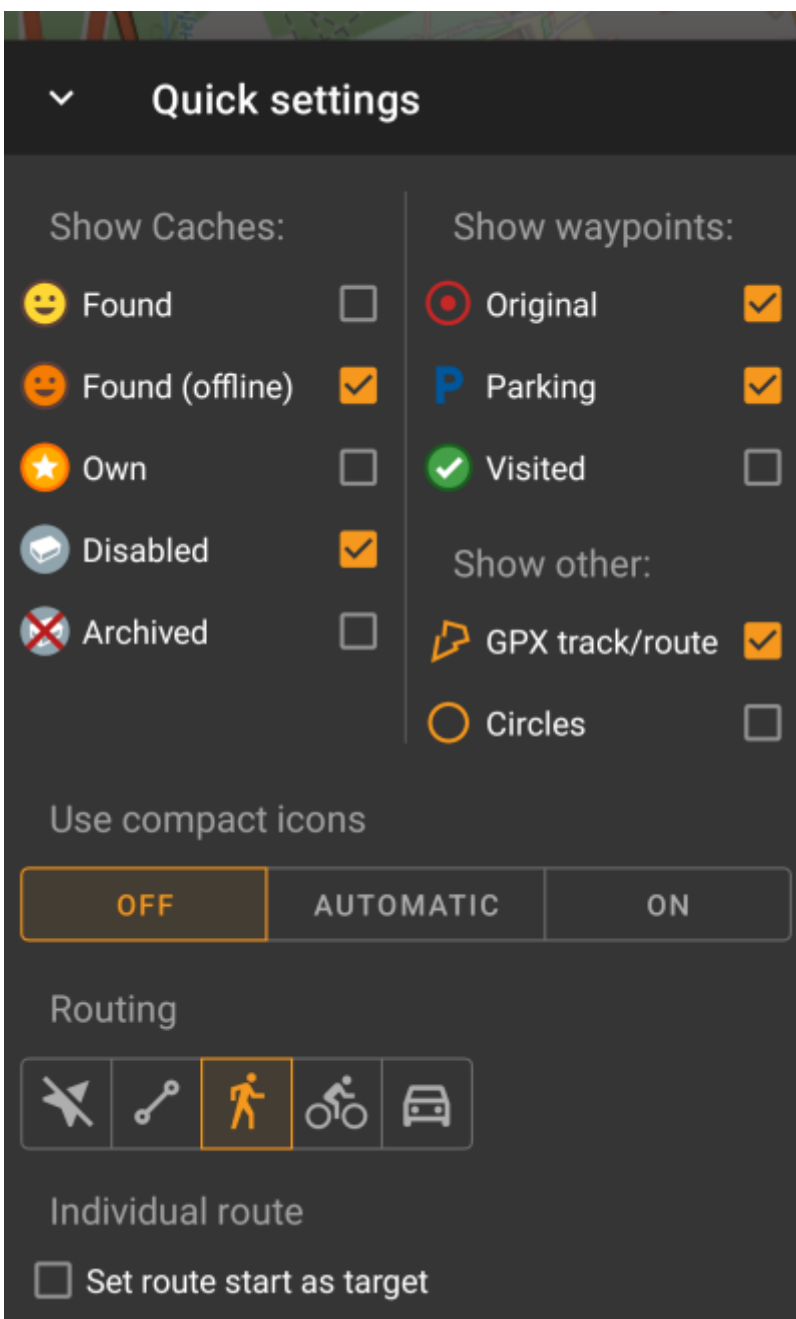 Quick settings
Show Caches:
Found
Found (offline)
Own
Disabled
Archived
Show waypoints:
Original
P Parking
Visited
Show other:
GPX track/route
Circles
Use compact icons
OFF AUTOMATIC ON
Routing
Individual route
Set route start as target